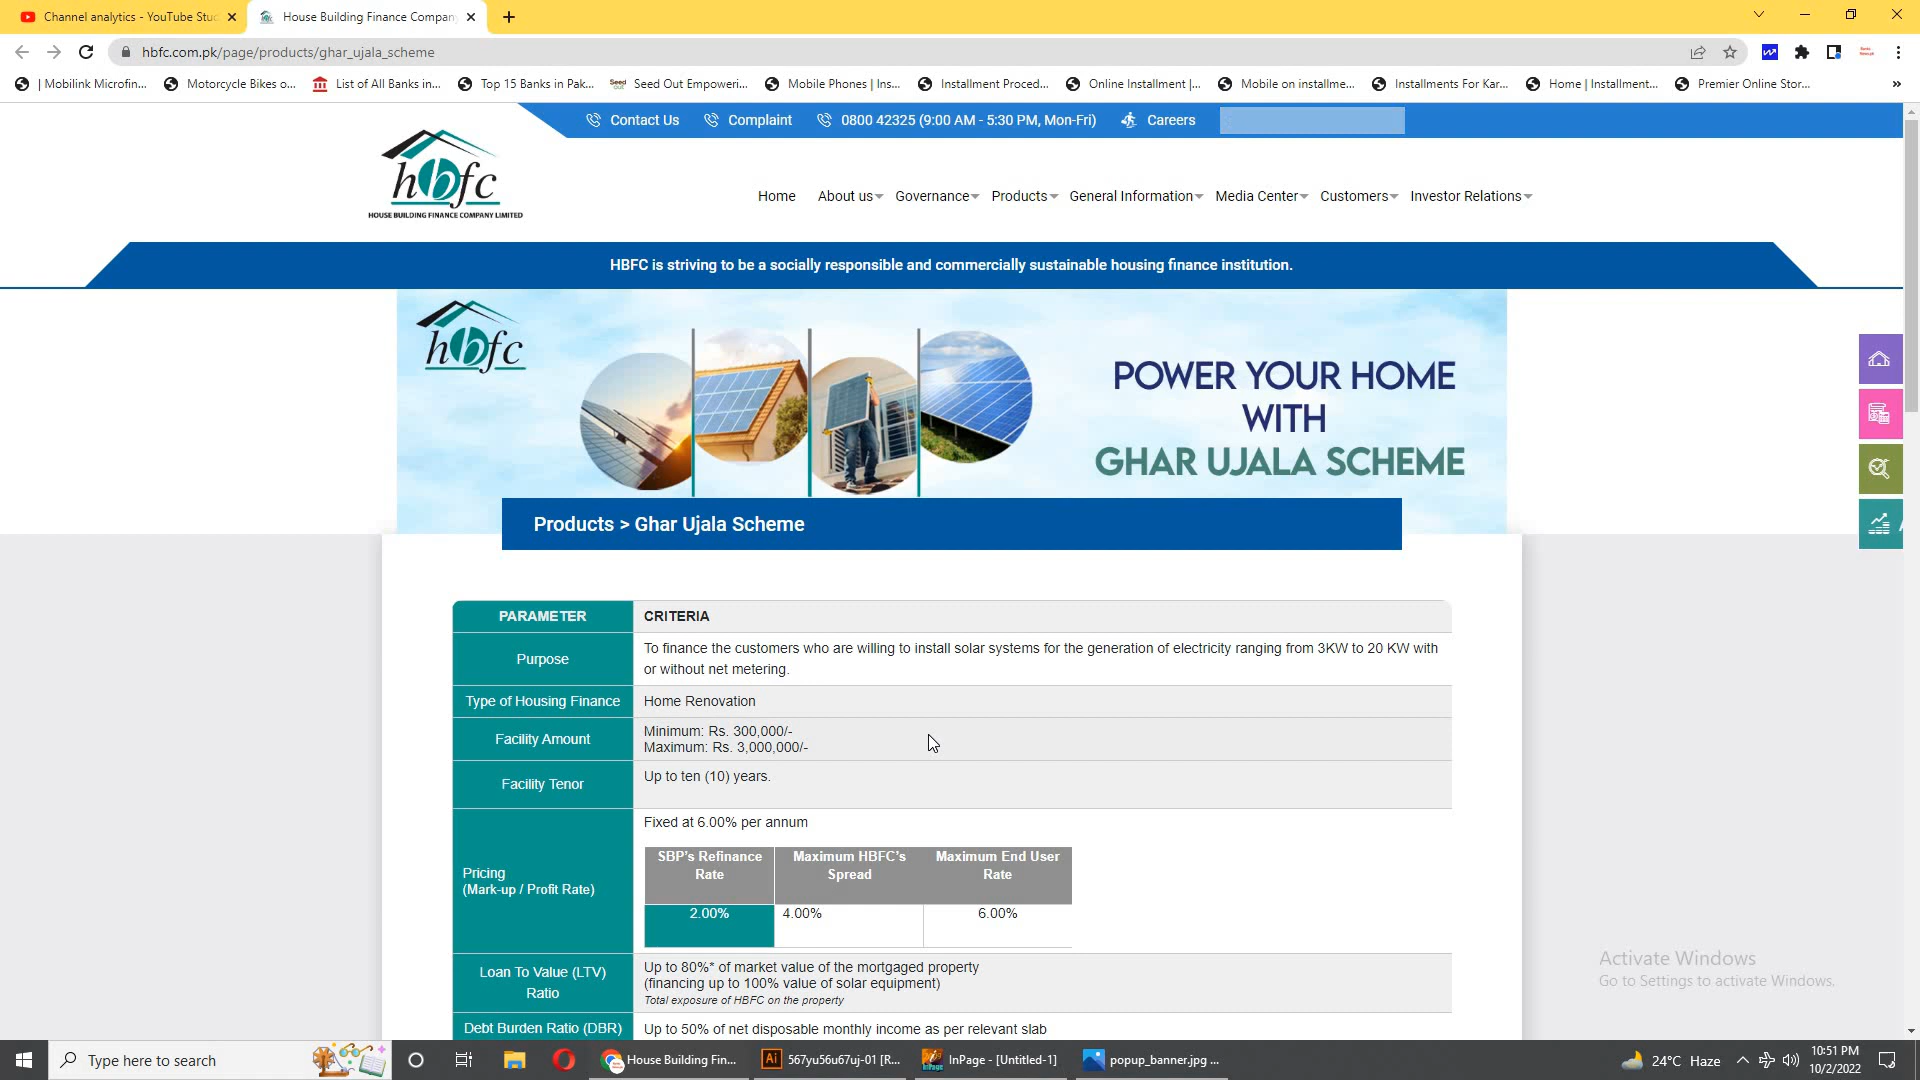 Channel analytics - YouTube Stu
House Building Finance Company
hbfc.com.pk/page/products/ghar_ujala_scheme
| Mobilink Microfin...
Motorcycle Bikes o...
List of All Banks in...
Top 15 Banks in Pak...
Seed Out Empoweri...
Mobile Phones | Ins...
Installment Proced...
Online Installment |...
Mobile on installme...
Installments For Kar...
Home | Installment...
Premier Online Stor...
»
Contact Us
Complaint
0800 42325 (9:00 AM - 5:30 PM, Mon-Fri)
Careers
hbfc
HOUSE BUILDING FINANCE COMPANY LIMITED
Home
About us
Governance
Products
General Information
Media Center
Customers
Investor Relations
HBFC is striving to be a socially responsible and commercially sustainable housing finance institution.
hbfc
POWER YOUR HOME
WITH
GHAR UJALA SCHEME
Products > Ghar Ujala Scheme
PARAMETER
CRITERIA
Purpose
To finance the customers who are willing to install solar systems for the generation of electricity ranging from 3KW to 20 KW with
or without net metering.
Type of Housing Finance
Home Renovation
Facility Amount
Minimum: Rs. 300,000/-
Maximum: Rs. 3,000,000/-
Facility Tenor
Up to ten (10) years.
Pricing
(Mark-up / Profit Rate)
Fixed at 6.00% per annum
SBP's Refinance
Rate
Maximum HBFC's
Spread
Maximum End User
Rate
2.00%
4.00%
6.00%
Loan To Value (LTV)
Ratio
Up to 80%* of market value of the mortgaged property
(financing up to 100% value of solar equipment)
Total exposure of HBFC on the property
Debt Burden Ratio (DBR)
Up to 50% of net disposable monthly income as per relevant slab
Activate Windows
Go to Settings to activate Windows.
Type here to search
House Building Fin...
Ai
567yu56u67uj-01 [R...
InPage - [Untitled-1]
popup_banner.jpg ...
24°C Haze
10:51 PM
10/2/2022